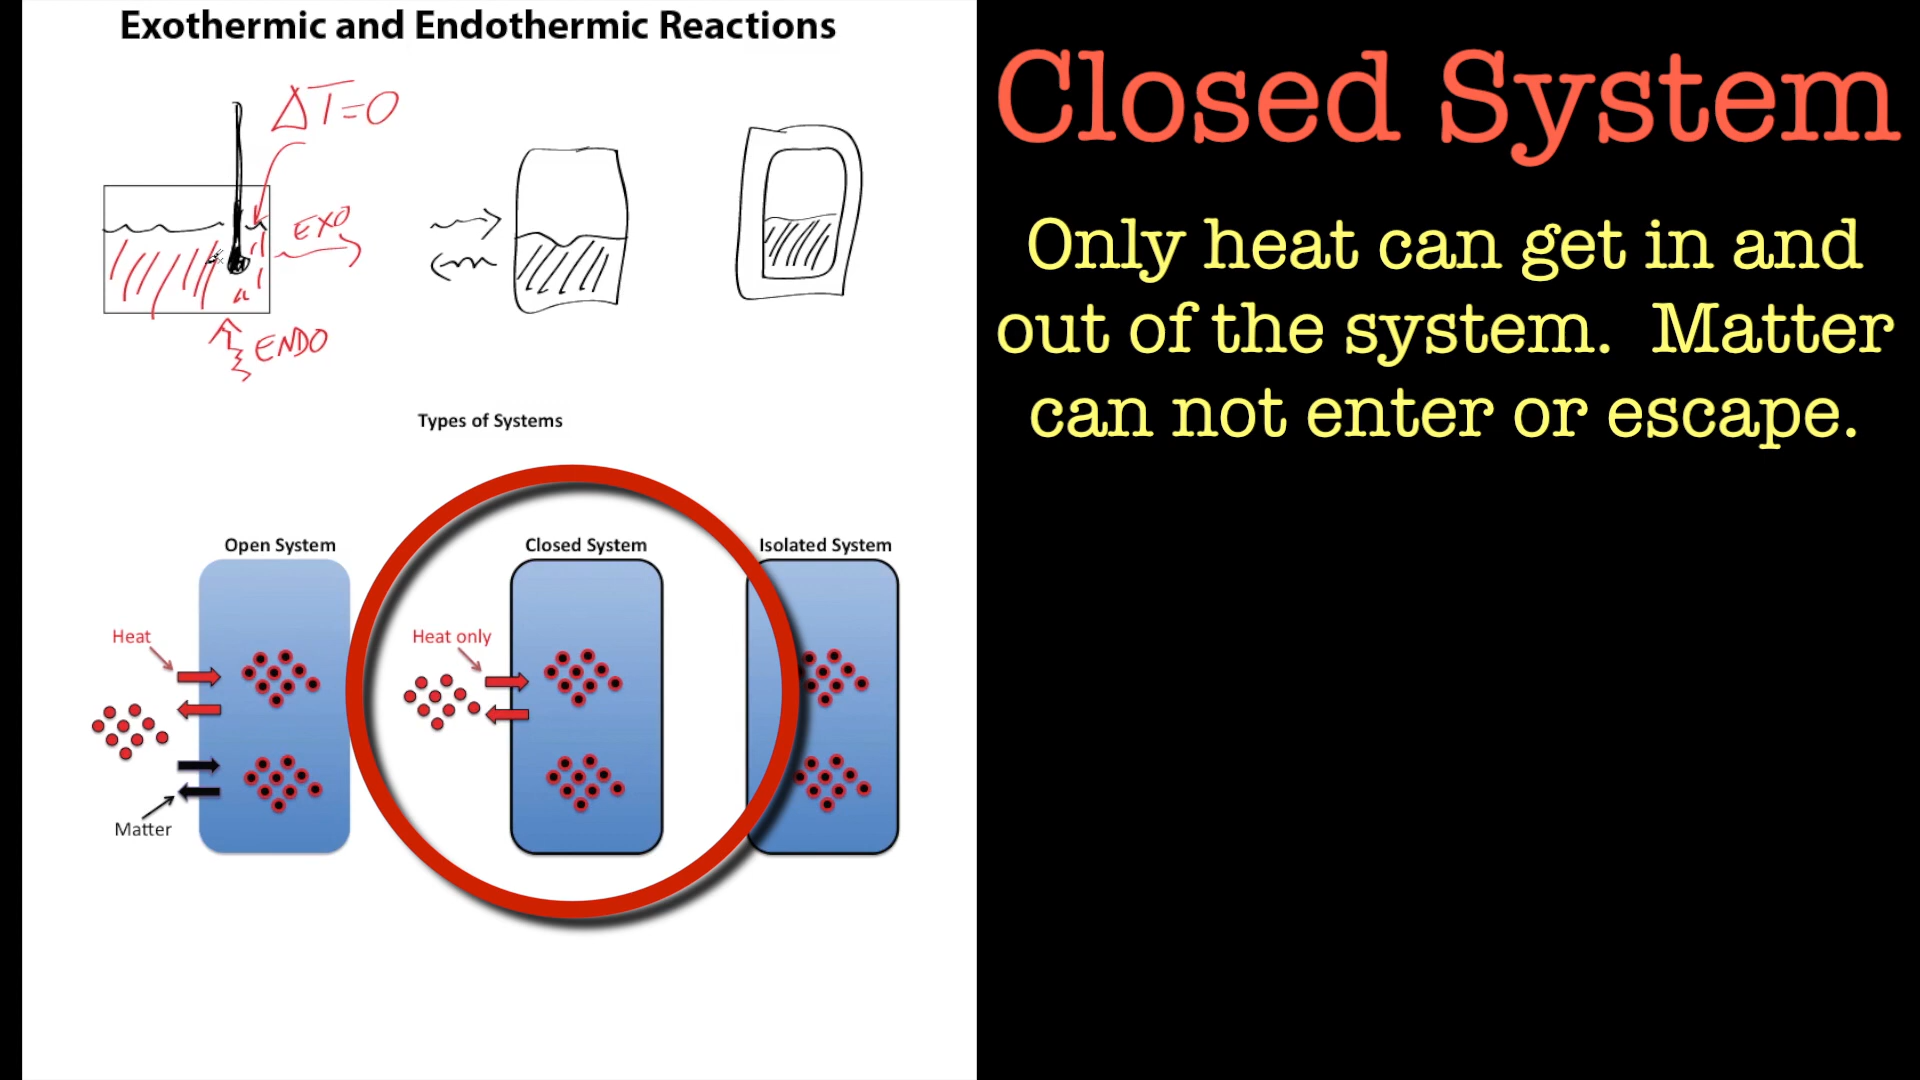 Exothermic and Endothermic Reactions
ΔT=0
EXO
ENDO
Types of Systems
Open System
Closed System
Isolated System
Heat
Heat only
Matter
Closed System
Only heat can get in and
out of the system.  Matter
can not enter or escape.